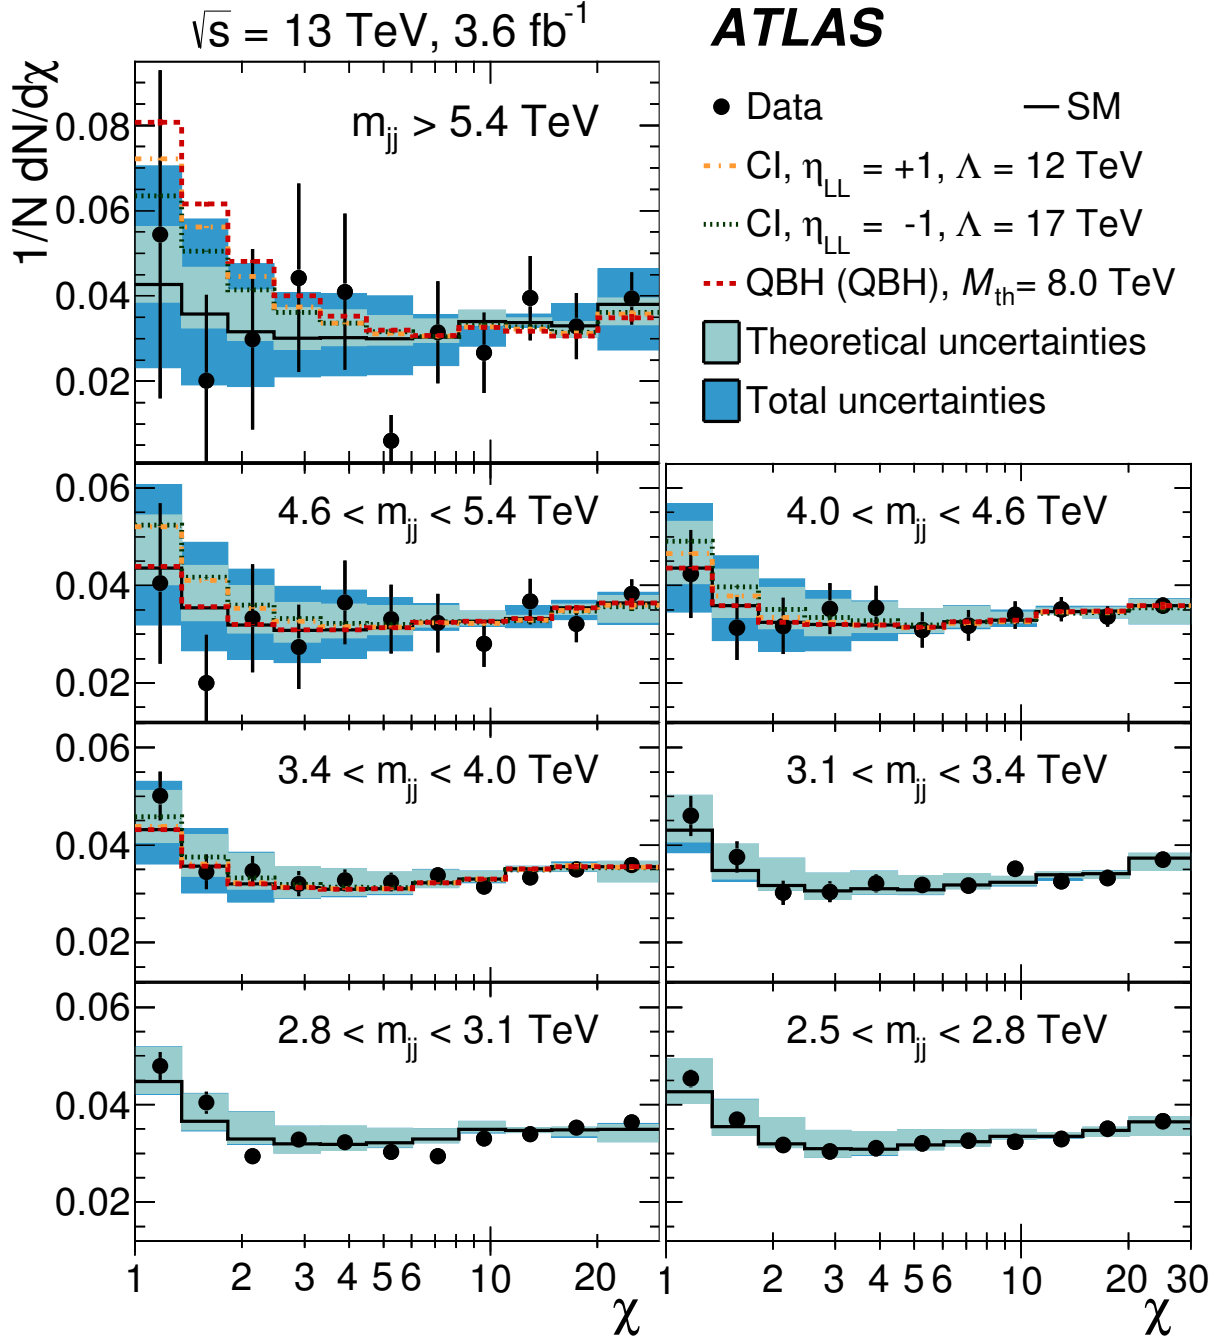 √s = 13 TeV, 3.6 fb⁻¹
ATLAS
1/N dN/dχ
Data
SM
CI, η_LL = +1, Λ = 12 TeV
CI, η_LL = -1, Λ = 17 TeV
QBH (QBH), M_th = 8.0 TeV
Theoretical uncertainties
Total uncertainties
m_jj > 5.4 TeV
0.08
0.06
0.04
0.02
4.6 < m_jj < 5.4 TeV
0.06
0.04
0.02
4.0 < m_jj < 4.6 TeV
3.4 < m_jj < 4.0 TeV
0.06
0.04
0.02
3.1 < m_jj < 3.4 TeV
2.8 < m_jj < 3.1 TeV
0.06
0.04
0.02
2.5 < m_jj < 2.8 TeV
1 2 3 4 5 6 10 20
χ
1 2 3 4 5 6 10 20 30
χ